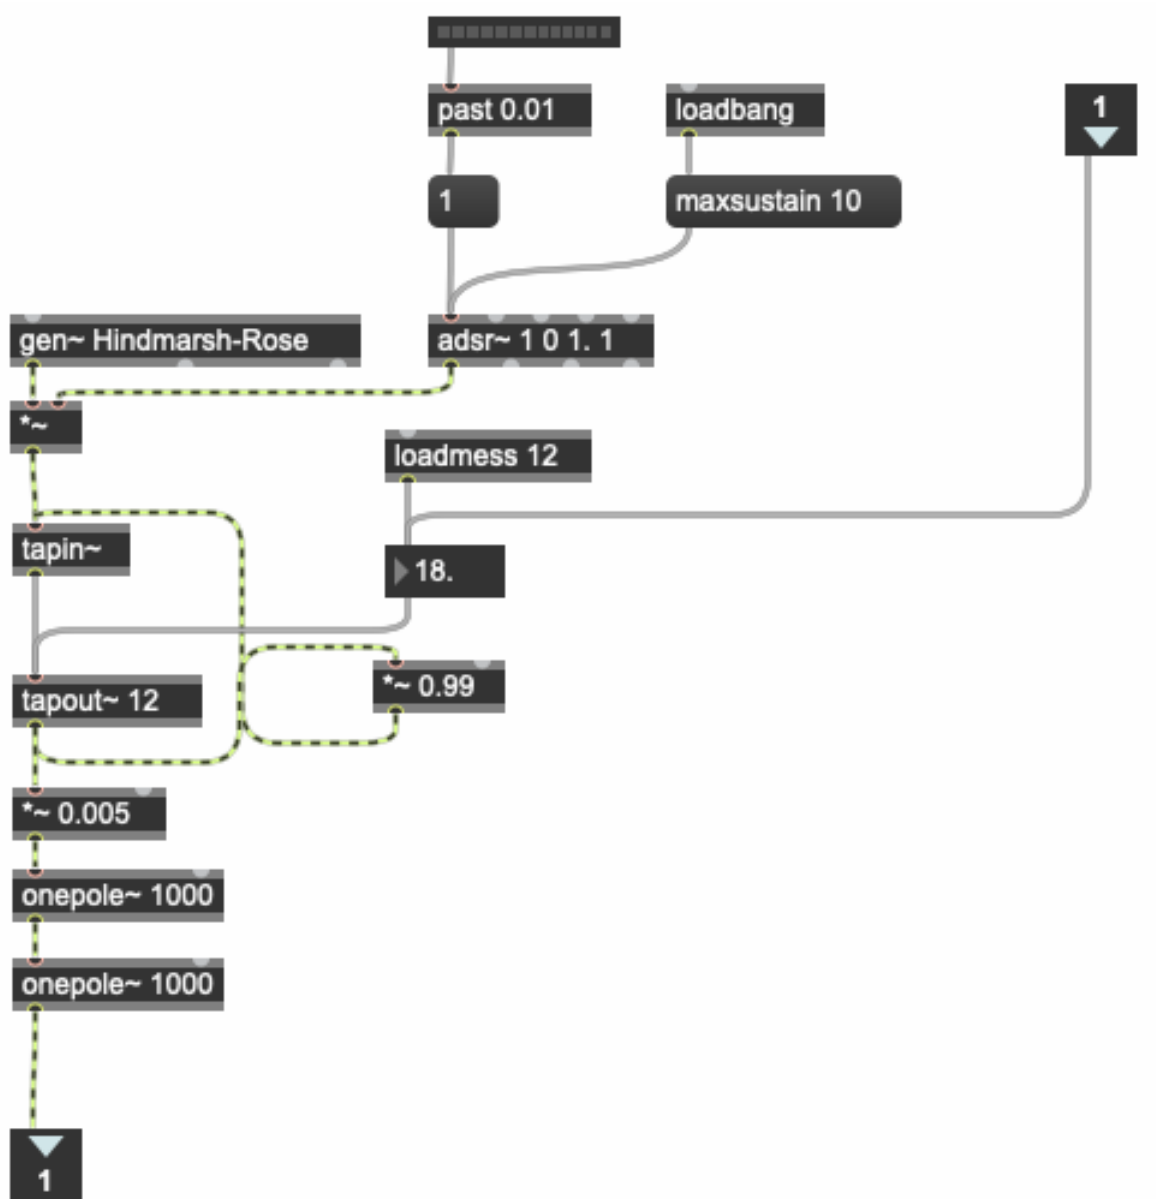 past 0.01
loadbang
1
1
maxsustain 10
gen~ Hindmarsh-Rose
adsr~ 1 0 1. 1
*~
loadmess 12
tapin~
18.
tapout~ 12
*~ 0.99
*~ 0.005
onepole~ 1000
onepole~ 1000
1